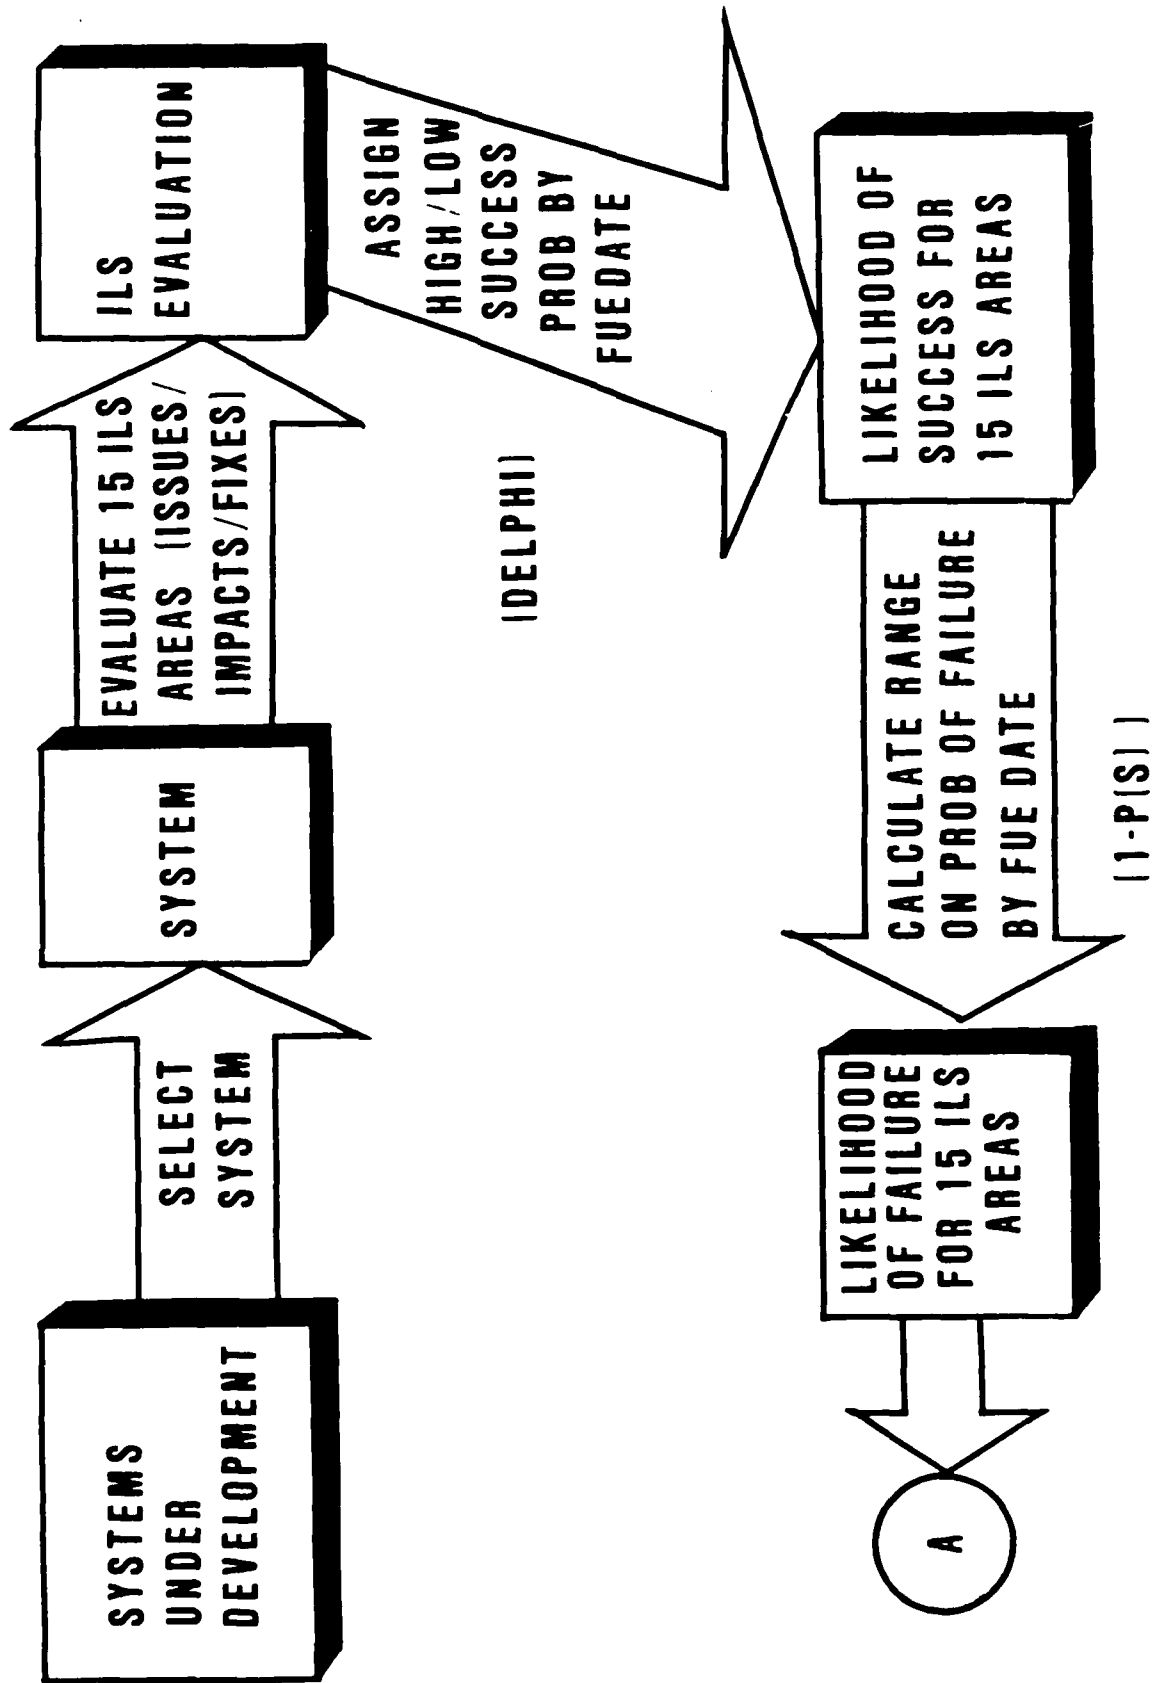 SYSTEMS
UNDER
DEVELOPMENT
SELECT
SYSTEM
SYSTEM
EVALUATE 15 ILS
AREAS (ISSUES/
IMPACTS/FIXES)
ILS
EVALUATION
ASSIGN
HIGH/LOW
SUCCESS
PROB BY
FUEDATE
(DELPHI)
LIKELIHOOD OF
SUCCESS FOR
15 ILS AREAS
CALCULATE RANGE
ON PROB OF FAILURE
BY FUE DATE
(1-P(S))
LIKELIHOOD
OF FAILURE
FOR 15 ILS
AREAS
A